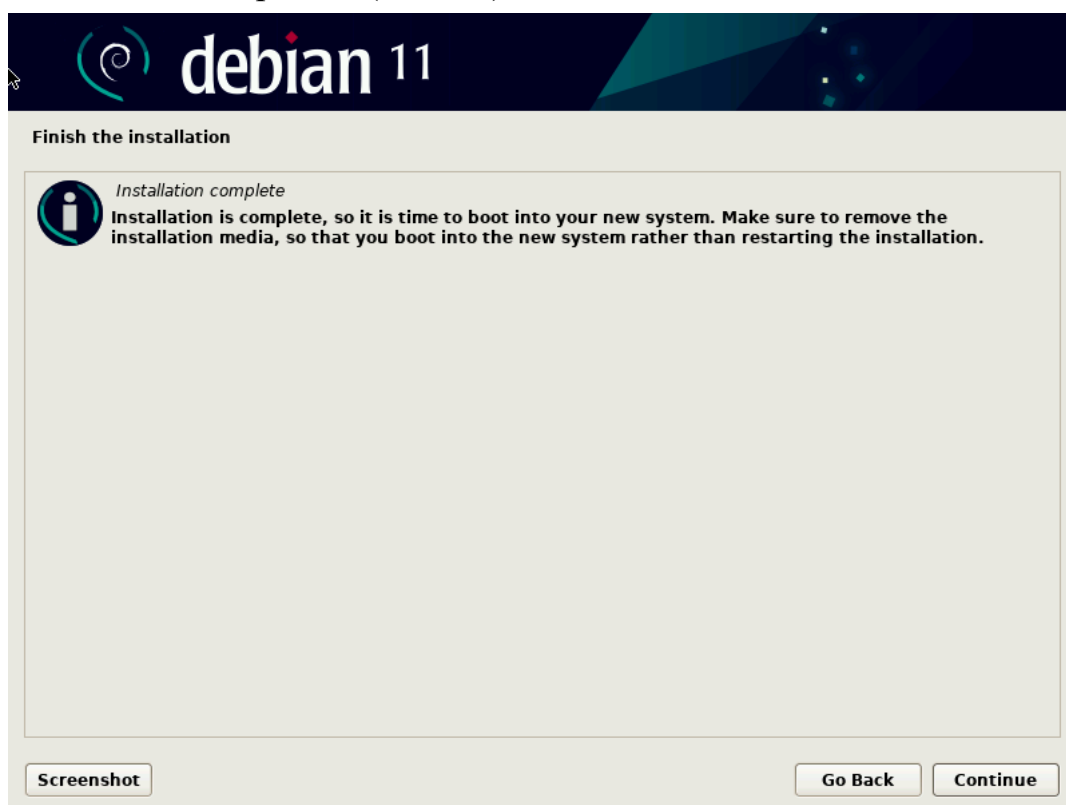 debian 11
Finish the installation
Installation complete
Installation is complete, so it is time to boot into your new system. Make sure to remove the
installation media, so that you boot into the new system rather than restarting the installation.
Screenshot
Go Back
Continue